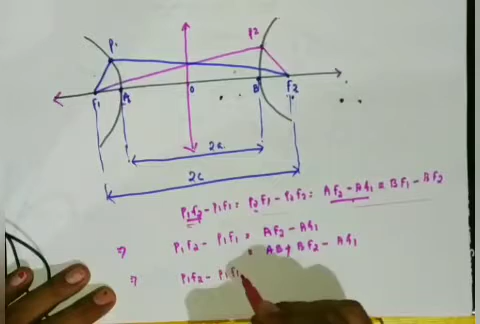 P1 P2
F1 A O B F2
2a
2c
P1F2 - P1F1 = P2F1 - P2F2 = AF2 - AF1 = BF1 - BF2
⇒ P1F2 - P1F1 = AF2 - AF1
= AB + BF2 - AF1
⇒ P1F2 - P1F1